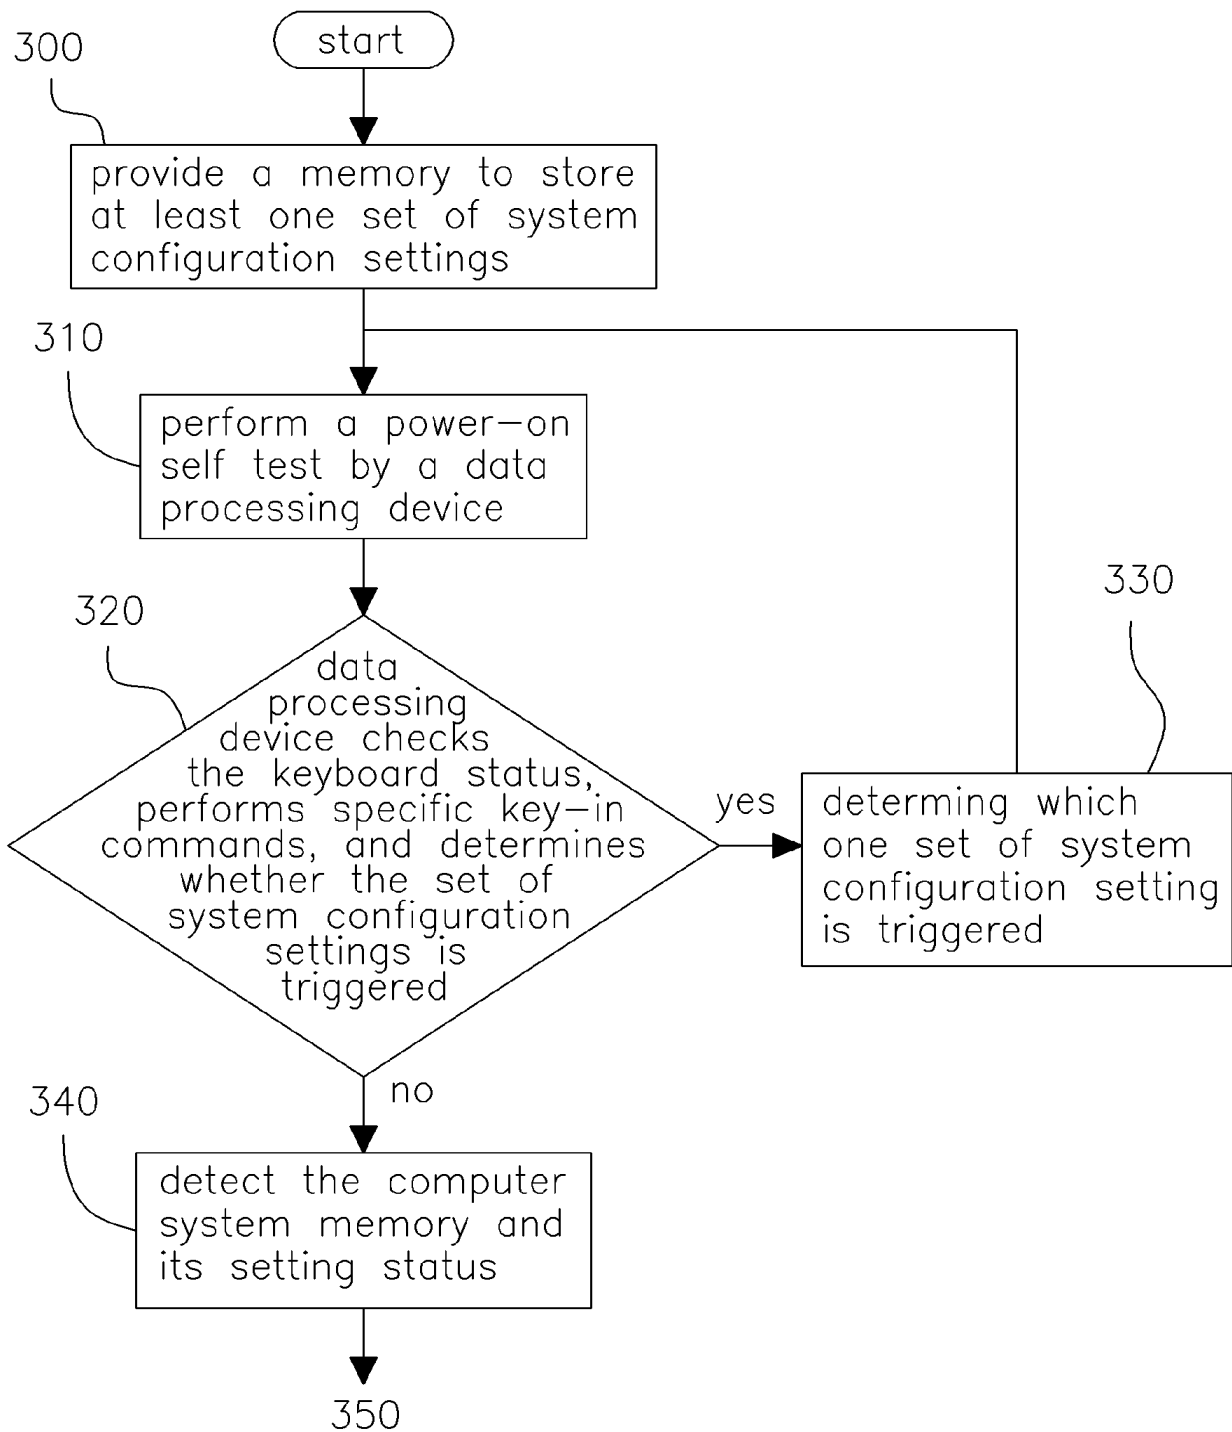 start
300
provide a memory to store
at least one set of system
configuration settings
310
perform a power-on
self test by a data
processing device
320
data
processing
device checks
the keyboard status,
performs specific key-in
commands, and determines
whether the set of
system configuration
settings is
triggered
yes
330
determing which
one set of system
configuration setting
is triggered
no
340
detect the computer
system memory and
its setting status
350